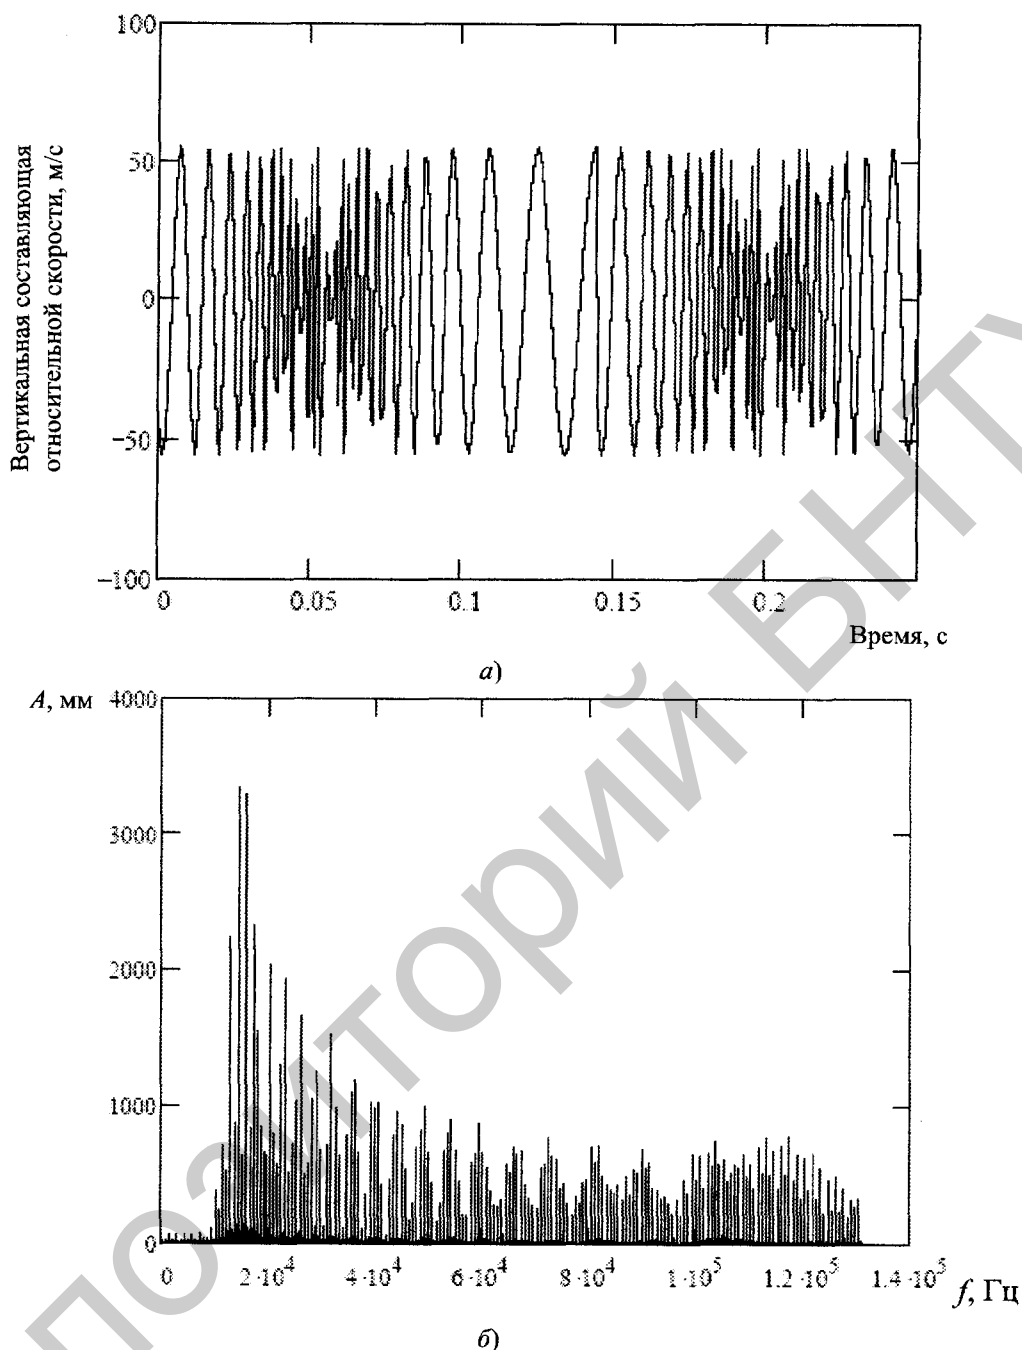 100
50
0
−50
−100
Вертикальная составляющая
относительной скорости, м/с
0 0.05 0.1 0.15 0.2
Время, с
а)
A, мм
4000
3000
2000
1000
0
0 2·10⁴ 4·10⁴ 6·10⁴ 8·10⁴ 1·10⁵ 1.2·10⁵ 1.4·10⁵
f, Гц
б)
позиторий БНТУ